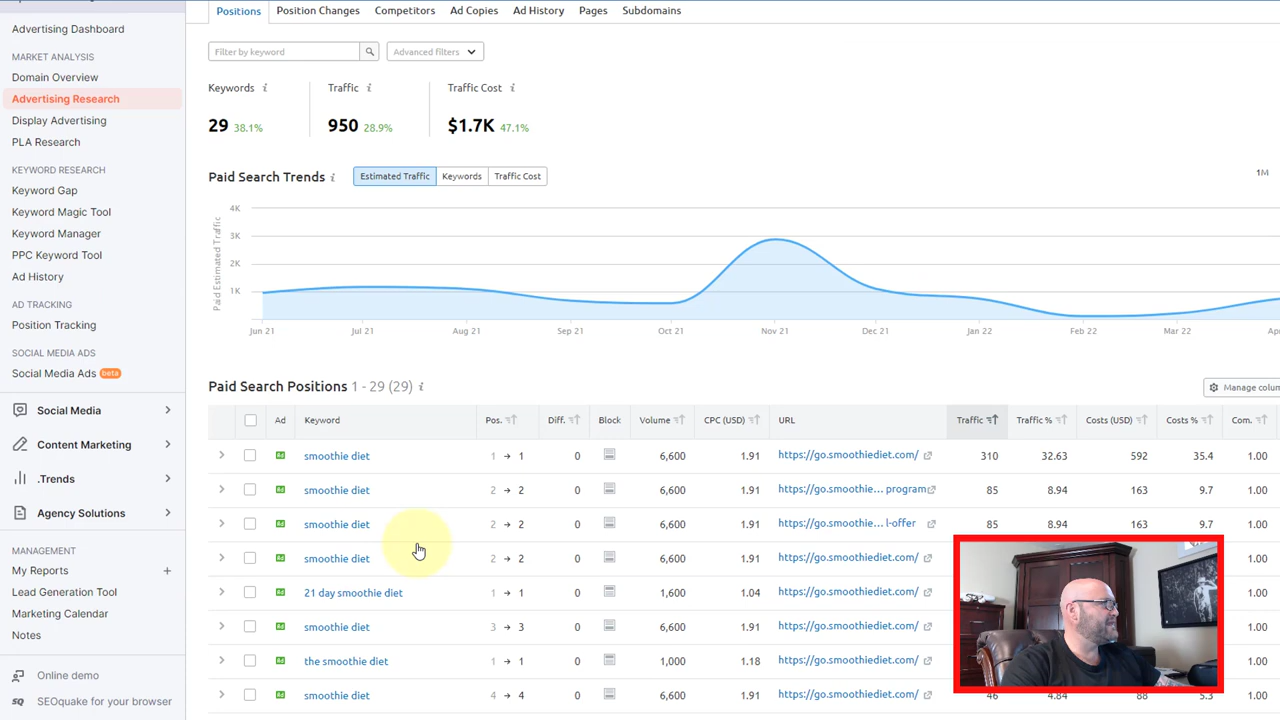 Positions Position Changes Competitors Ad Copies Ad History Pages Subdomains
Advertising Dashboard
MARKET ANALYSIS
Domain Overview
Advertising Research
Display Advertising
PLA Research
KEYWORD RESEARCH
Keyword Gap
Keyword Magic Tool
Keyword Manager
PPC Keyword Tool
Ad History
AD TRACKING
Position Tracking
SOCIAL MEDIA ADS
Social Media Ads beta
Social Media
Content Marketing
.Trends
Agency Solutions
MANAGEMENT
My Reports +
Lead Generation Tool
Marketing Calendar
Notes
Online demo
SEOquake for your browser
Filter by keyword Advanced filters
Keywords i Traffic i Traffic Cost i
29 38.1% 950 28.9% $1.7K 47.1%
Paid Search Trends i Estimated Traffic Keywords Traffic Cost 1M
Paid Estimated Traffic
4K
3K
2K
1K
Jun 21 Jul 21 Aug 21 Sep 21 Oct 21 Nov 21 Dec 21 Jan 22 Feb 22 Mar 22
Paid Search Positions 1 - 29 (29) i Manage colum
Ad Keyword Pos. Diff. Block Volume CPC (USD) URL Traffic Traffic % Costs (USD) Costs % Com.
Ad smoothie diet 1 → 1 0 6,600 1.91 https://go.smoothiediet.com/ 310 32.63 592 35.4 1.00
Ad smoothie diet 2 → 2 0 6,600 1.91 https://go.smoothie... program 85 8.94 163 9.7 1.00
Ad smoothie diet 2 → 2 0 6,600 1.91 https://go.smoothie... l-offer 85 8.94 163 9.7 1.00
Ad smoothie diet 2 → 2 0 6,600 1.91 https://go.smoothiediet.com/
Ad 21 day smoothie diet 1 → 1 0 1,600 1.04 https://go.smoothiediet.com/
Ad smoothie diet 3 → 3 0 6,600 1.91 https://go.smoothiediet.com/
Ad the smoothie diet 1 → 1 0 1,000 1.18 https://go.smoothiediet.com/
Ad smoothie diet 4 → 4 0 6,600 1.91 https://go.smoothiediet.com/ 46 4.84 88 5.3 1.00